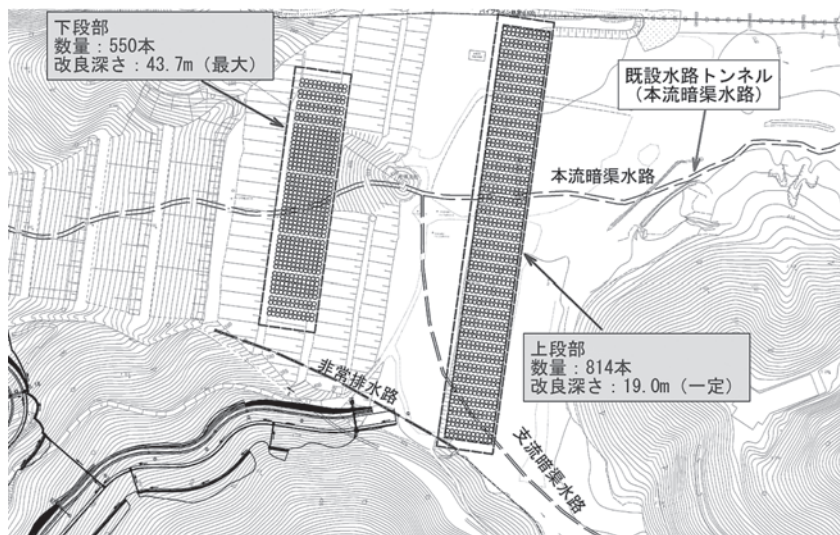 下段部
数量：550本
改良深さ：43.7m（最大）
既設水路トンネル
（本流暗渠水路）
本流暗渠水路
上段部
数量：814本
改良深さ：19.0m（一定）
非常排水路
支流暗渠水路